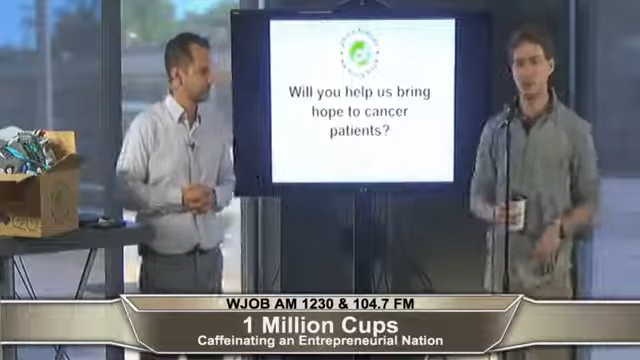 Will you help us bring
hope to cancer
patients?
WJOB AM 1230 & 104.7 FM
1 Million Cups
Caffeinating an Entrepreneurial Nation